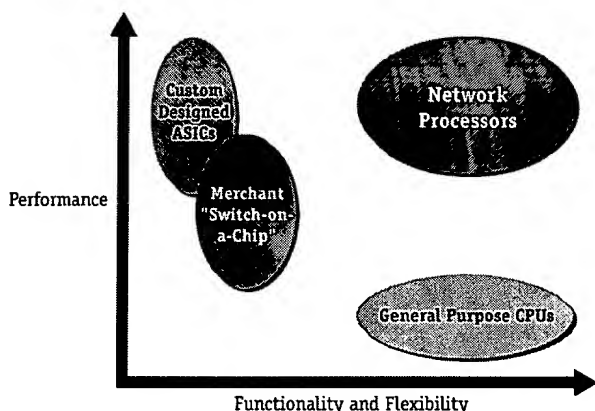 Custom
Designed
ASICs
Network
Processors
Performance
Merchant
"Switch-on-
a-Chip"
General Purpose CPUs
Functionality and Flexibility